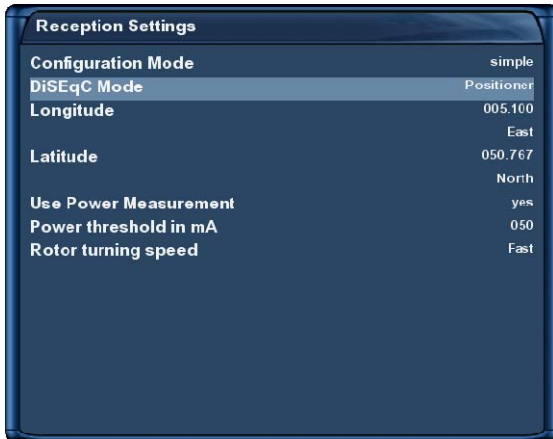 Reception Settings
Configuration Mode simple
DiSEqC Mode Positioner
Longitude 005.100
East
Latitude 050.767
North
Use Power Measurement yes
Power threshold in mA 050
Rotor turning speed Fast